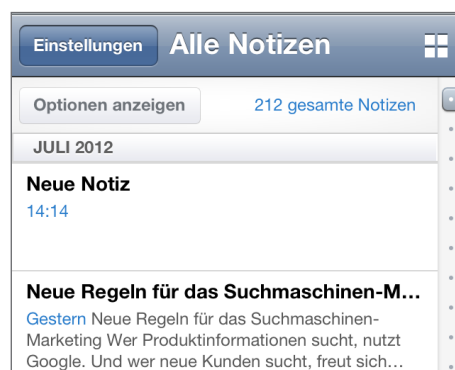 Einstellungen Alle Notizen
Optionen anzeigen 212 gesamte Notizen
JULI 2012
Neue Notiz
14:14
Neue Regeln für das Suchmaschinen-M...
Gestern Neue Regeln für das Suchmaschinen-
Marketing Wer Produktinformationen sucht, nutzt
Google. Und wer neue Kunden sucht, freut sich...